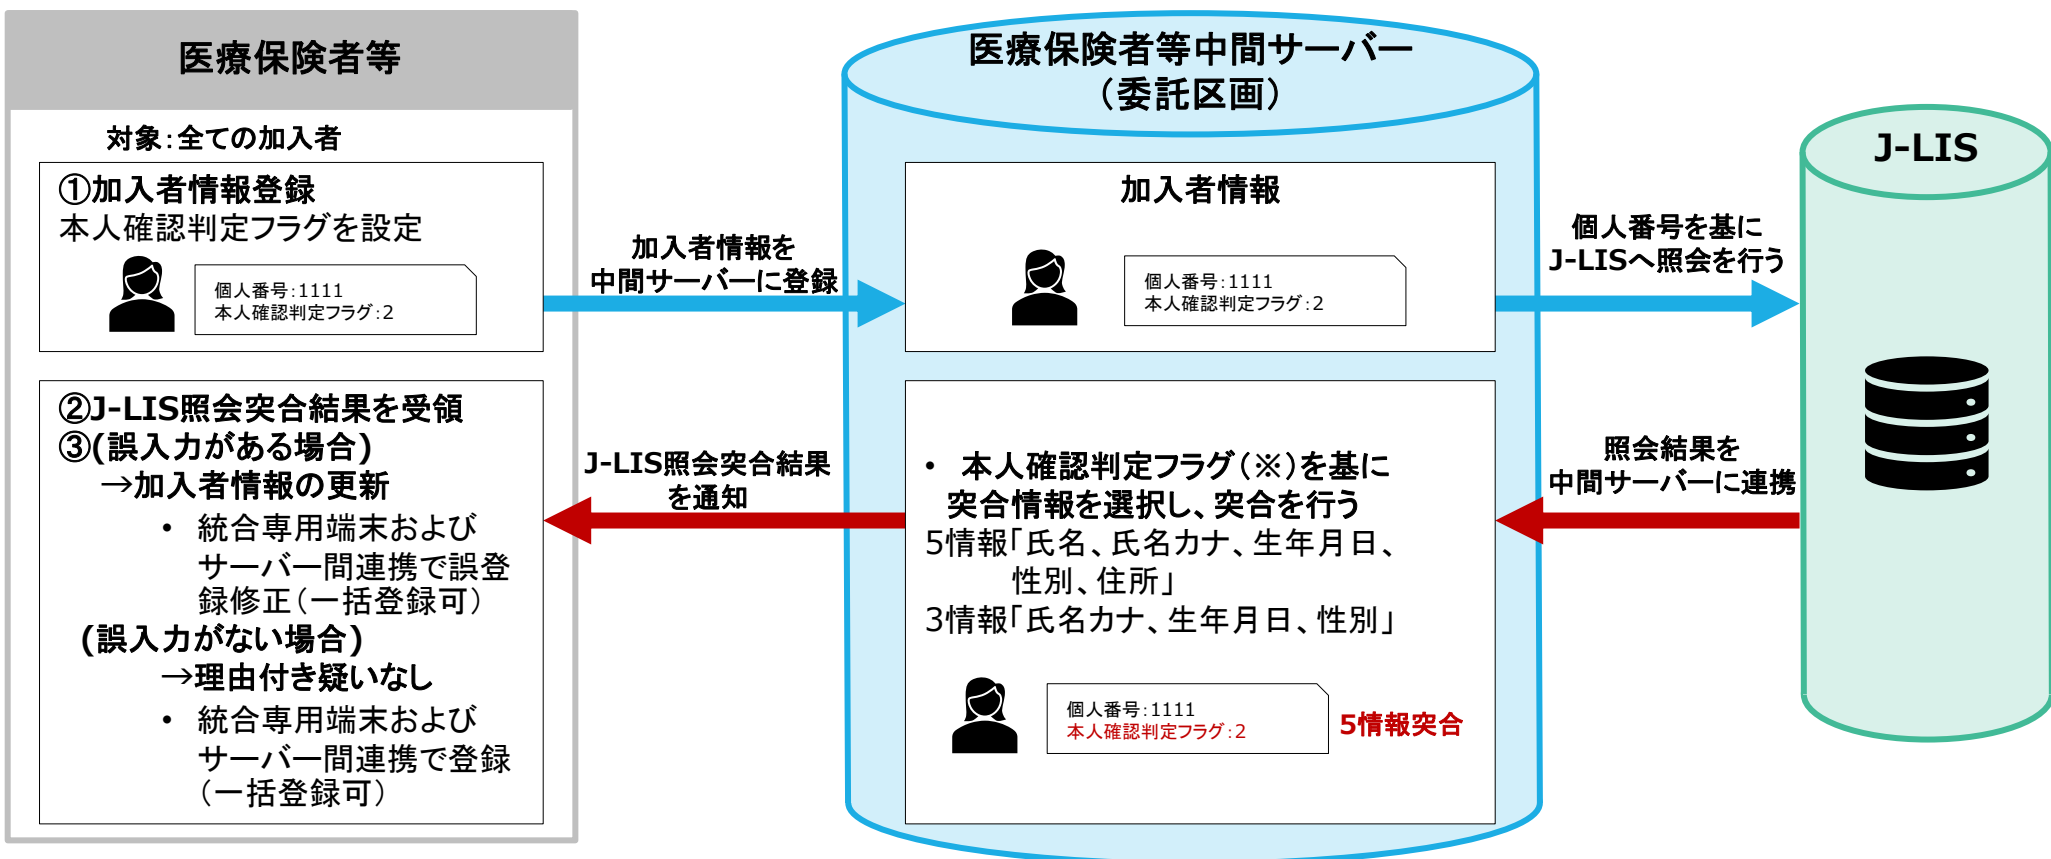 医療保険者等
対象：全ての加入者
①加入者情報登録
本人確認判定フラグを設定
個人番号：1111
本人確認判定フラグ：2
②J-LIS照会突合結果を受領
③(誤入力がある場合)
→加入者情報の更新
• 統合専用端末および
サーバー間連携で誤登
録修正（一括登録可）
(誤入力がない場合)
→理由付き疑いなし
• 統合専用端末および
サーバー間連携で登録
（一括登録可）
加入者情報を
中間サーバーに登録
J-LIS照会突合結果
を通知
医療保険者等中間サーバー
（委託区画）
加入者情報
個人番号：1111
本人確認判定フラグ：2
• 本人確認判定フラグ（※）を基に
突合情報を選択し、突合を行う
5情報「氏名、氏名カナ、生年月日、
性別、住所」
3情報「氏名カナ、生年月日、性別」
個人番号：1111
本人確認判定フラグ：2
5情報突合
個人番号を基に
J-LISへ照会を行う
照会結果を
中間サーバーに連携
J-LIS